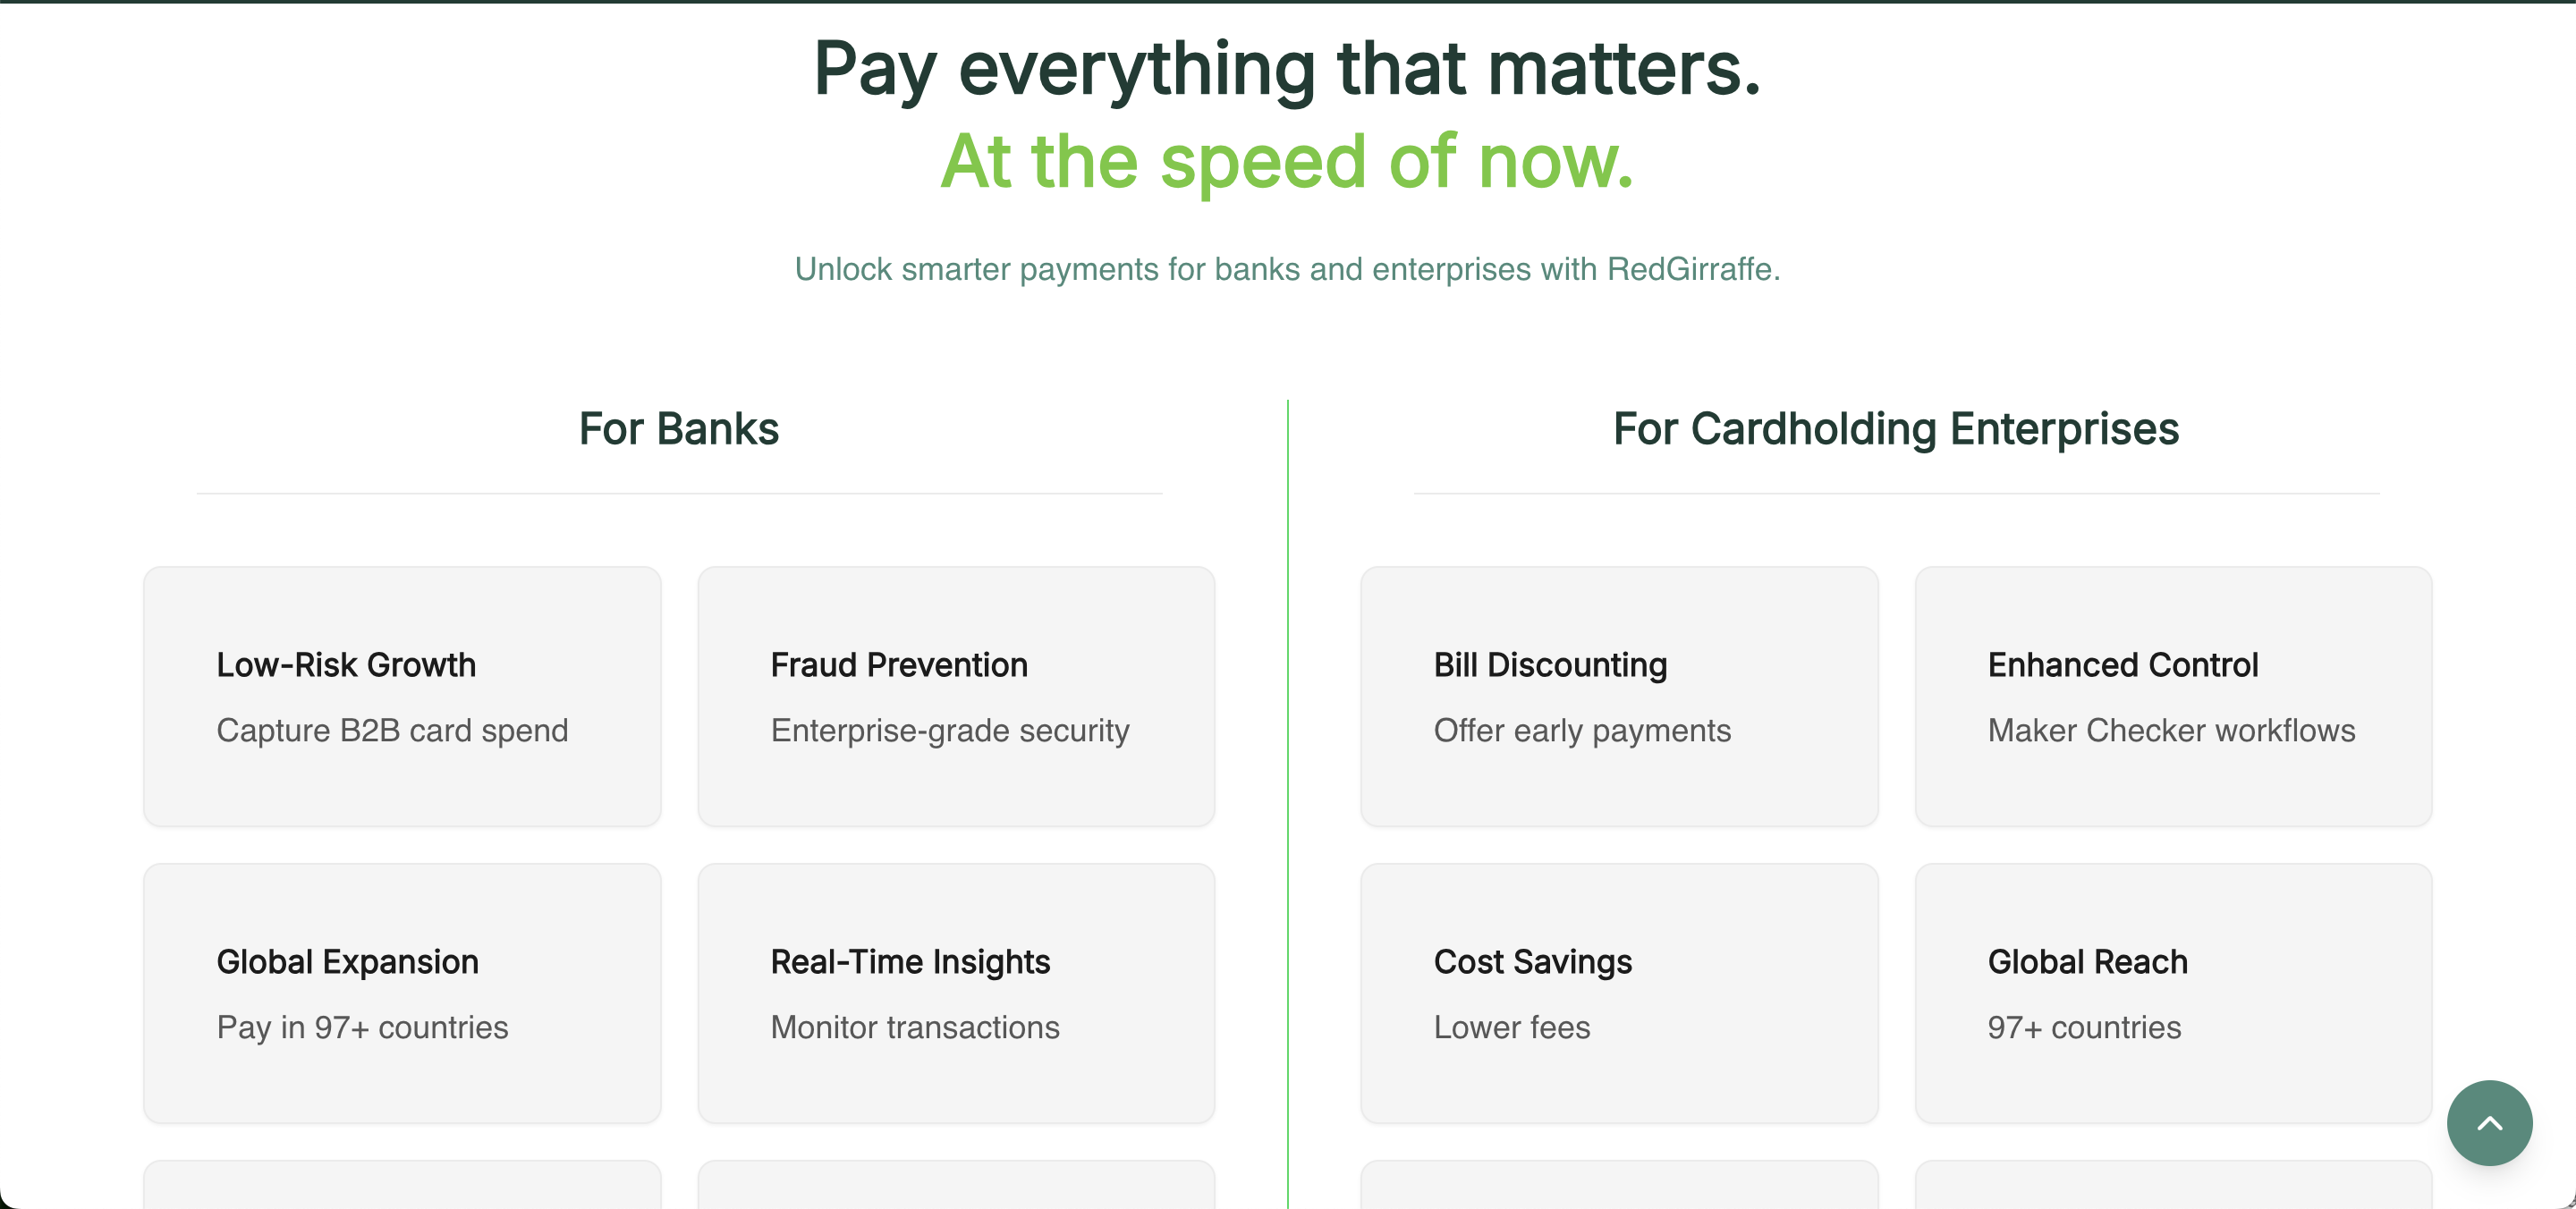 Pay everything that matters.
At the speed of now.
Unlock smarter payments for banks and enterprises with RedGirraffe.
For Banks
Low-Risk Growth
Capture B2B card spend
Fraud Prevention
Enterprise-grade security
Global Expansion
Pay in 97+ countries
Real-Time Insights
Monitor transactions
For Cardholding Enterprises
Bill Discounting
Offer early payments
Enhanced Control
Maker Checker workflows
Cost Savings
Lower fees
Global Reach
97+ countries